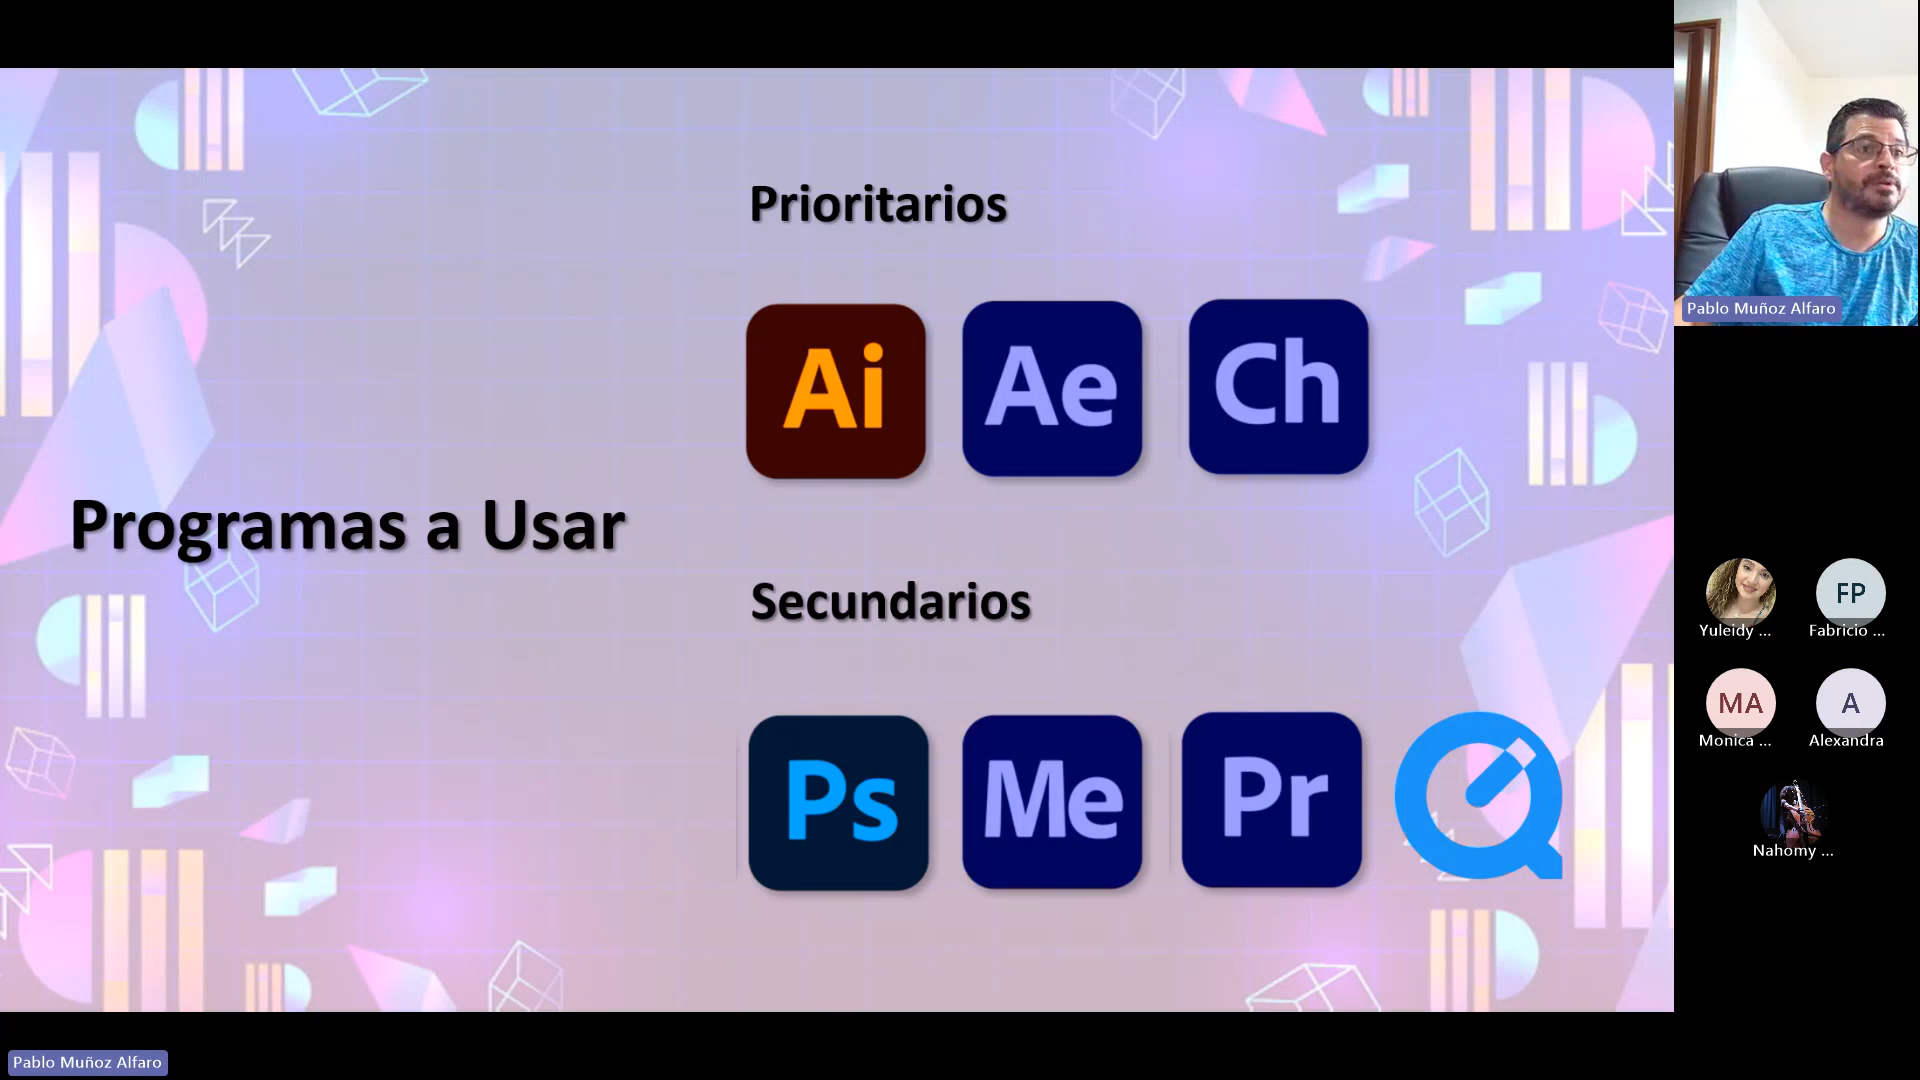 Prioritarios
Ai Ae Ch
Programas a Usar
Secundarios
Ps Me Pr
Pablo Muñoz Alfaro
Yuleidy ...
FP
Fabricio ...
MA
Monica ...
A
Alexandra
Nahomy ...
Pablo Muñoz Alfaro